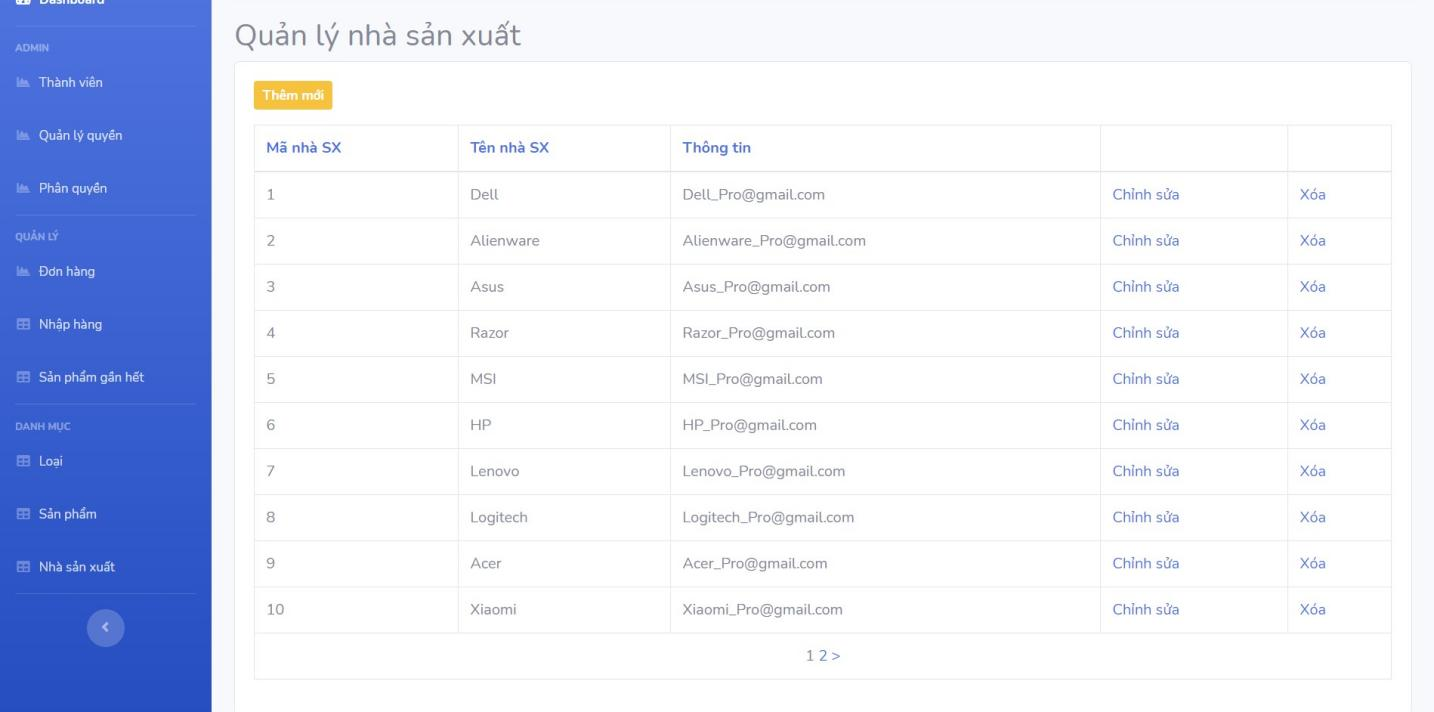 Dashboard
ADMIN
Thành viên
Quản lý quyền
Phân quyền
QUẢN LÝ
Đơn hàng
Nhập hàng
Sản phẩm gần hết
DANH MỤC
Loại
Sản phẩm
Nhà sản xuất
Quản lý nhà sản xuất
Thêm mới
Mã nhà SX Tên nhà SX Thông tin
1 Dell Dell_Pro@gmail.com Chỉnh sửa Xóa
2 Alienware Alienware_Pro@gmail.com Chỉnh sửa Xóa
3 Asus Asus_Pro@gmail.com Chỉnh sửa Xóa
4 Razor Razor_Pro@gmail.com Chỉnh sửa Xóa
5 MSI MSI_Pro@gmail.com Chỉnh sửa Xóa
6 HP HP_Pro@gmail.com Chỉnh sửa Xóa
7 Lenovo Lenovo_Pro@gmail.com Chỉnh sửa Xóa
8 Logitech Logitech_Pro@gmail.com Chỉnh sửa Xóa
9 Acer Acer_Pro@gmail.com Chỉnh sửa Xóa
10 Xiaomi Xiaomi_Pro@gmail.com Chỉnh sửa Xóa
1 2 >